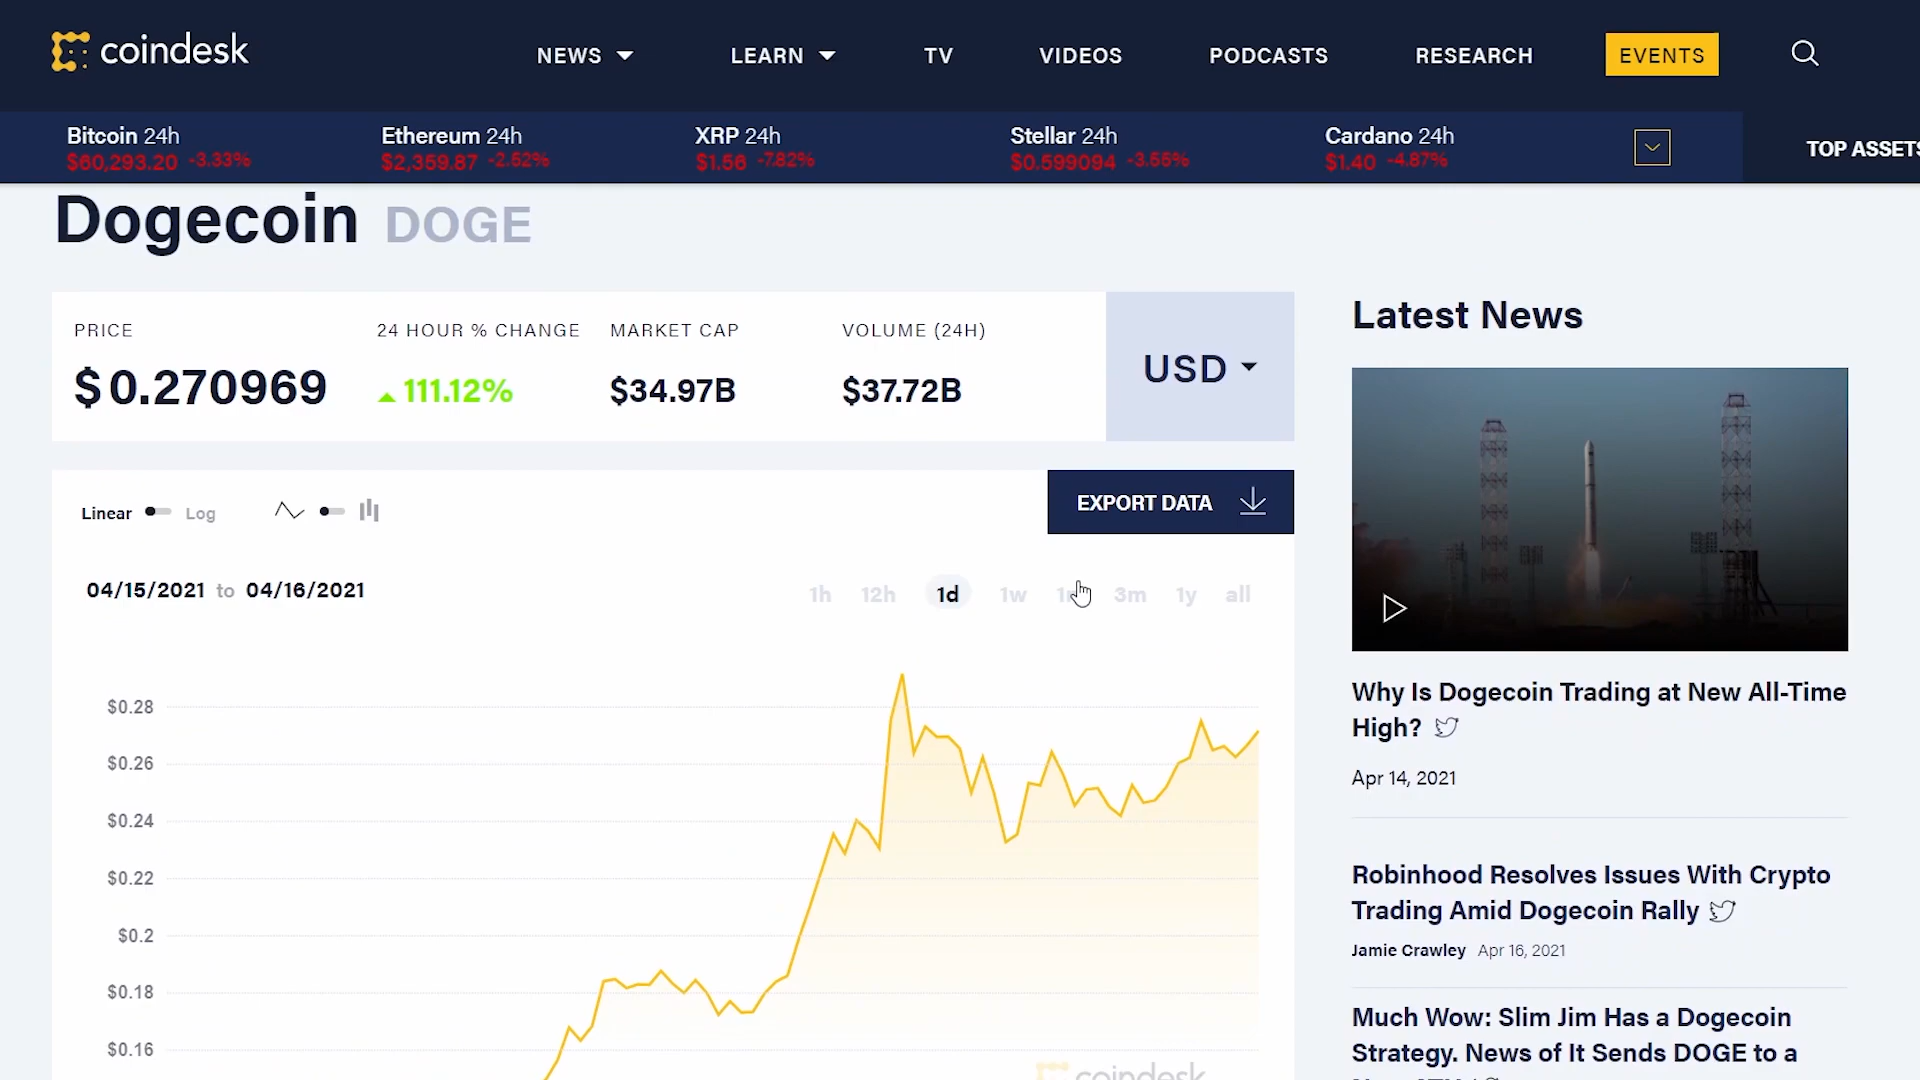 coindesk
NEWS LEARN TV VIDEOS PODCASTS RESEARCH EVENTS
Bitcoin 24h Ethereum 24h XRP 24h Stellar 24h Cardano 24h
$60,293.20 -3.33% $2,359.87 -2.52% $1.56 -7.82% $0.599094 -3.55% $1.40 -4.87%
TOP ASSETS
Dogecoin DOGE
PRICE 24 HOUR % CHANGE MARKET CAP VOLUME (24H)
$0.270969 111.12% $34.97B $37.72B
USD
Linear Log
EXPORT DATA
04/15/2021 to 04/16/2021
1h 12h 1d 1w 3m 1y all
$0.28
$0.26
$0.24
$0.22
$0.2
$0.18
$0.16
coindesk
Latest News
Why Is Dogecoin Trading at New All-Time
High?
Apr 14, 2021
Robinhood Resolves Issues With Crypto
Trading Amid Dogecoin Rally
Jamie Crawley Apr 16, 2021
Much Wow: Slim Jim Has a Dogecoin
Strategy. News of It Sends DOGE to a